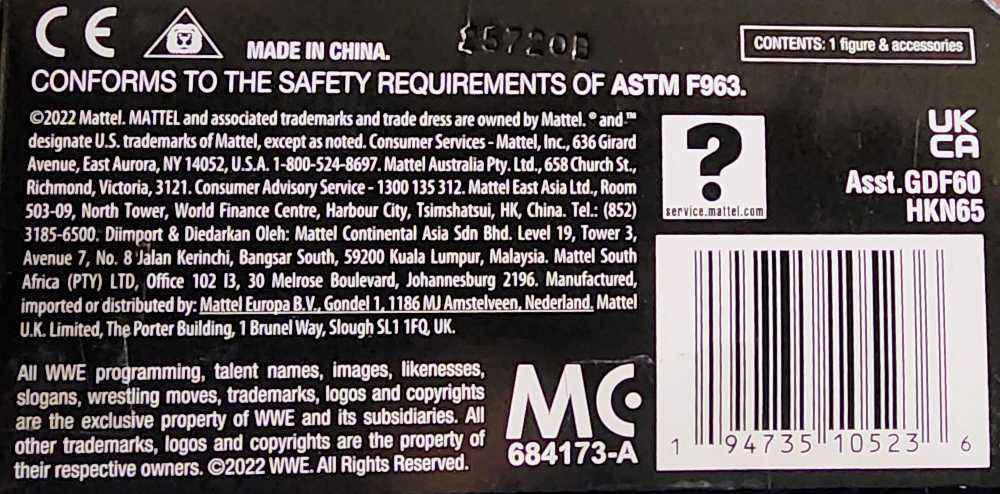 CE
MADE IN CHINA.
CONTENTS: 1 figure & accessories
CONFORMS TO THE SAFETY REQUIREMENTS OF ASTM F963.
©2022 Mattel. MATTEL and associated trademarks and trade dress are owned by Mattel. ® and ™
designate U.S. trademarks of Mattel, except as noted. Consumer Services - Mattel, Inc., 636 Girard
Avenue, East Aurora, NY 14052, U.S.A. 1-800-524-8697. Mattel Australia Pty. Ltd., 658 Church St.,
Richmond, Victoria, 3121. Consumer Advisory Service - 1300 135 312. Mattel East Asia Ltd., Room
503-09, North Tower, World Finance Centre, Harbour City, Tsimshatsui, HK, China. Tel.: (852)
3185-6500. Diimport & Diedarkan Oleh: Mattel Continental Asia Sdn Bhd. Level 19, Tower 3,
Avenue 7, No. 8 Jalan Kerinchi, Bangsar South, 59200 Kuala Lumpur, Malaysia. Mattel South
Africa (PTY) LTD, Office 102 I3, 30 Melrose Boulevard, Johannesburg 2196. Manufactured,
imported or distributed by: Mattel Europa B.V., Gondel 1, 1186 MJ Amstelveen, Nederland. Mattel
U.K. Limited, The Porter Building, 1 Brunel Way, Slough SL1 1FQ, UK.
?
service.mattel.com
UK
CA
Asst.GDF60
HKN65
All WWE programming, talent names, images, likenesses,
slogans, wrestling moves, trademarks, logos and copyrights
are the exclusive property of WWE and its subsidiaries. All
other trademarks, logos and copyrights are the property of
their respective owners. ©2022 WWE. All Rights Reserved.
MC
684173-A
1 94735 10523 6